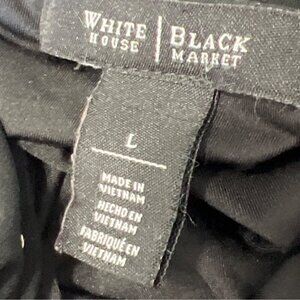 WHITE HOUSE | BLACK MARKET
L
MADE IN
VIETNAM
HECHO EN
VIETNAM
FABRIQUÉ EN
VIETNAM